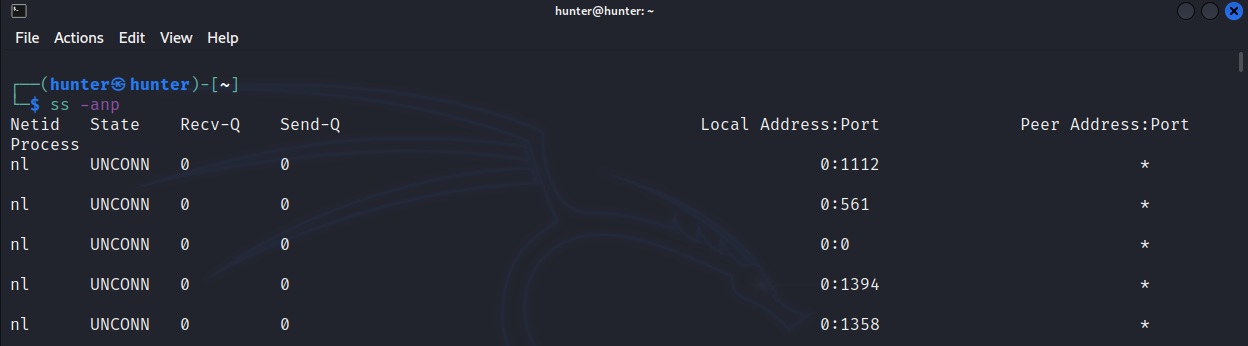 hunter@hunter: ~
File Actions Edit View Help
┌──(hunter㉿hunter)-[~]
└─$ ss -anp
Netid State Recv-Q Send-Q Local Address:Port Peer Address:Port
Process
nl UNCONN 0 0 0:1112 *
nl UNCONN 0 0 0:561 *
nl UNCONN 0 0 0:0 *
nl UNCONN 0 0 0:1394 *
nl UNCONN 0 0 0:1358 *